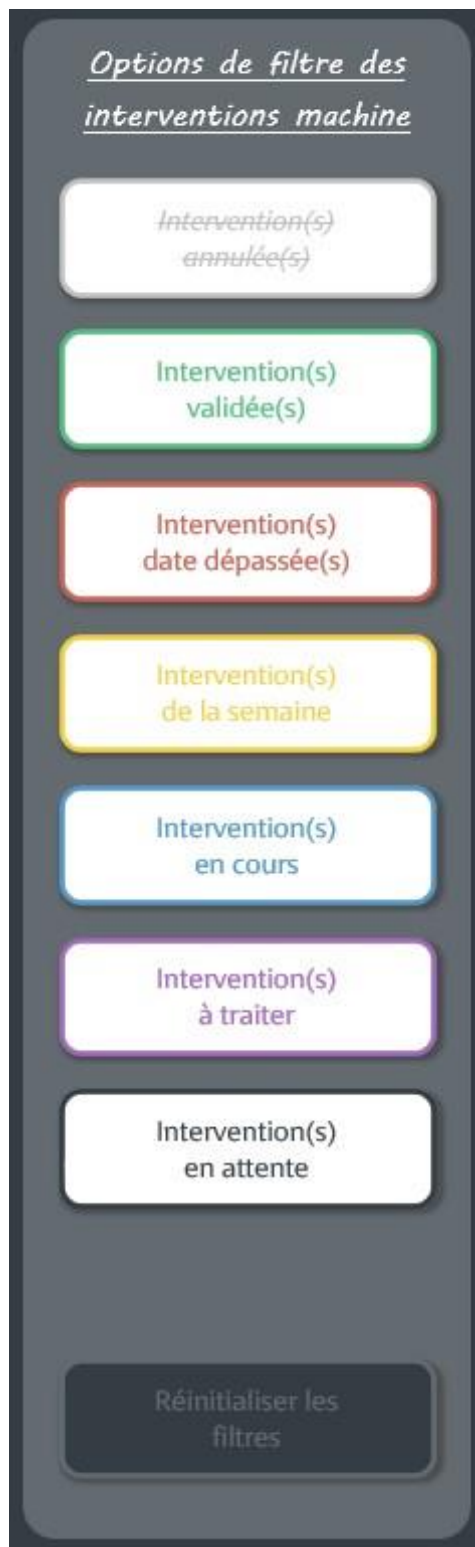 Options de filtre des
interventions machine
Intervention(s)
annulée(s)
Intervention(s)
validée(s)
Intervention(s)
date dépassée(s)
Intervention(s)
de la semaine
Intervention(s)
en cours
Intervention(s)
à traiter
Intervention(s)
en attente
Réinitialiser les
filtres